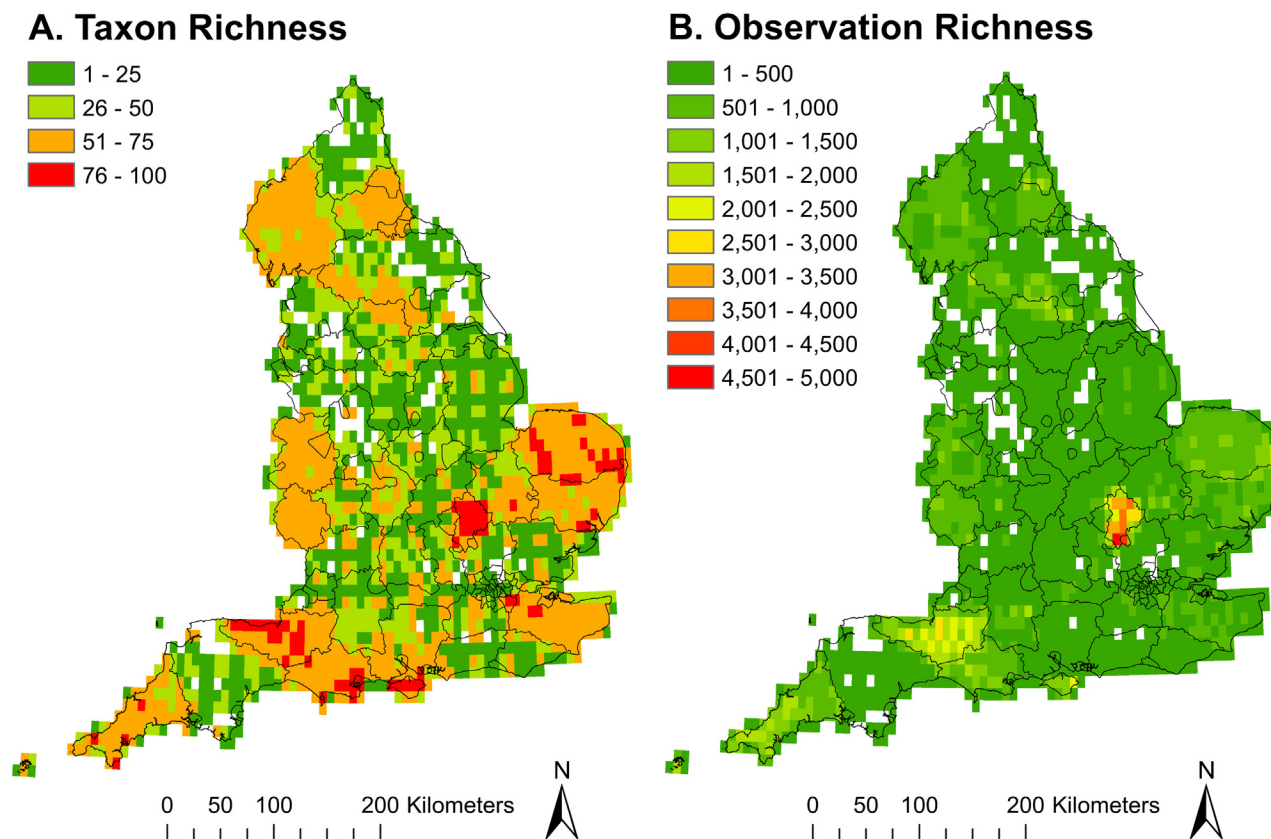 A. Taxon Richness
1 - 25
26 - 50
51 - 75
76 - 100
N
0 50 100 200 Kilometers
B. Observation Richness
1 - 500
501 - 1,000
1,001 - 1,500
1,501 - 2,000
2,001 - 2,500
2,501 - 3,000
3,001 - 3,500
3,501 - 4,000
4,001 - 4,500
4,501 - 5,000
N
0 50 100 200 Kilometers